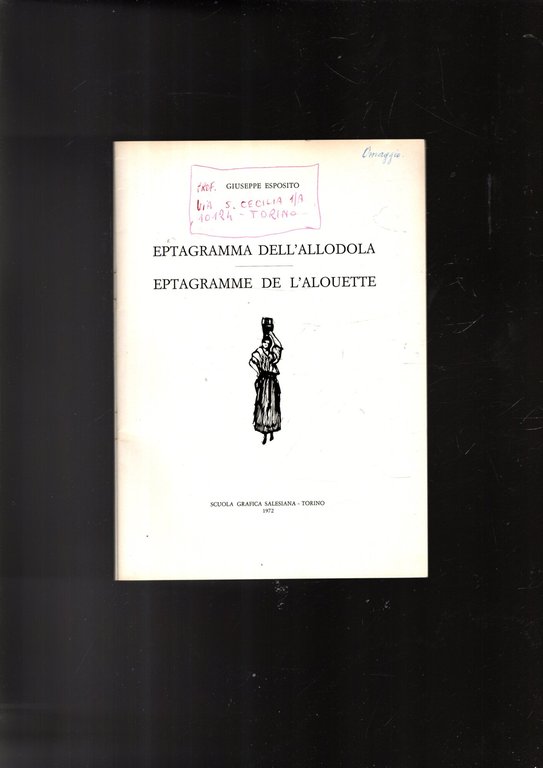 Omaggio.
PROF. GIUSEPPE ESPOSITO
VIA S. CECILIA 1/A
10124 - TORINO
EPTAGRAMMA DELL'ALLODOLA
EPTAGRAMME DE L'ALOUETTE
SCUOLA GRAFICA SALESIANA - TORINO
1972